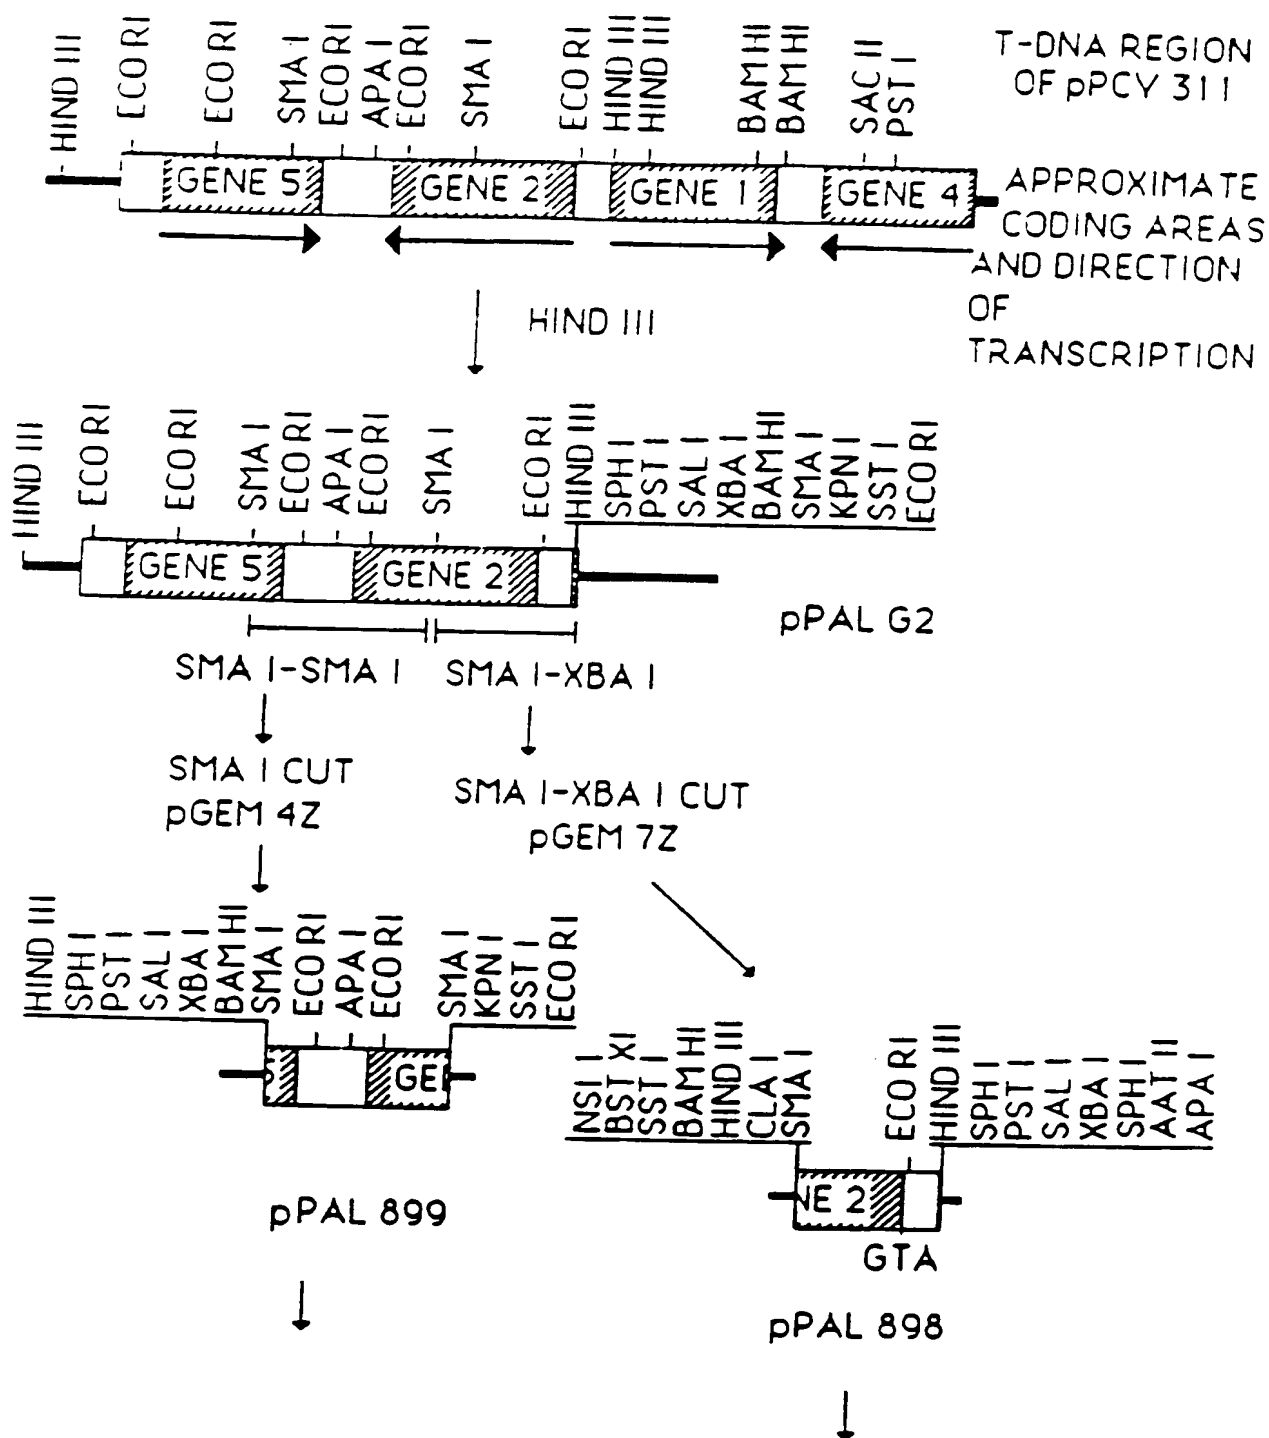 HIND III
ECO RI
ECO RI
SMA I
ECO RI
APA I
ECO RI
SMA I
ECO RI
HIND III
HIND III
BAM HI
BAM HI
SAC II
PST I
T-DNA REGION
OF pPCY 311
GENE 5
GENE 2
GENE 1
GENE 4
APPROXIMATE
CODING AREAS
AND DIRECTION
OF
TRANSCRIPTION
HIND III
HIND III
ECO RI
ECO RI
SMA I
ECO RI
APA I
ECO RI
SMA I
ECO RI
HIND III
SPH I
PST I
SAL I
XBA I
BAM HI
SMA I
KPN I
SST I
ECO RI
GENE 5
GENE 2
pPAL G2
SMA I-SMA I
SMA I-XBA I
SMA I CUT
pGEM 4Z
SMA I-XBA I CUT
pGEM 7Z
HIND III
SPH I
PST I
SAL I
XBA I
BAM HI
SMA I
ECO RI
APA I
ECO RI
SMA I
KPN I
SST I
ECO RI
GE
pPAL 899
NSI I
BST XI
SST I
BAM HI
HIND III
CLA I
SMA I
ECO RI
HIND III
SPH I
PST I
SAL I
XBA I
SPH I
AAT II
APA I
NE 2
GTA
pPAL 898